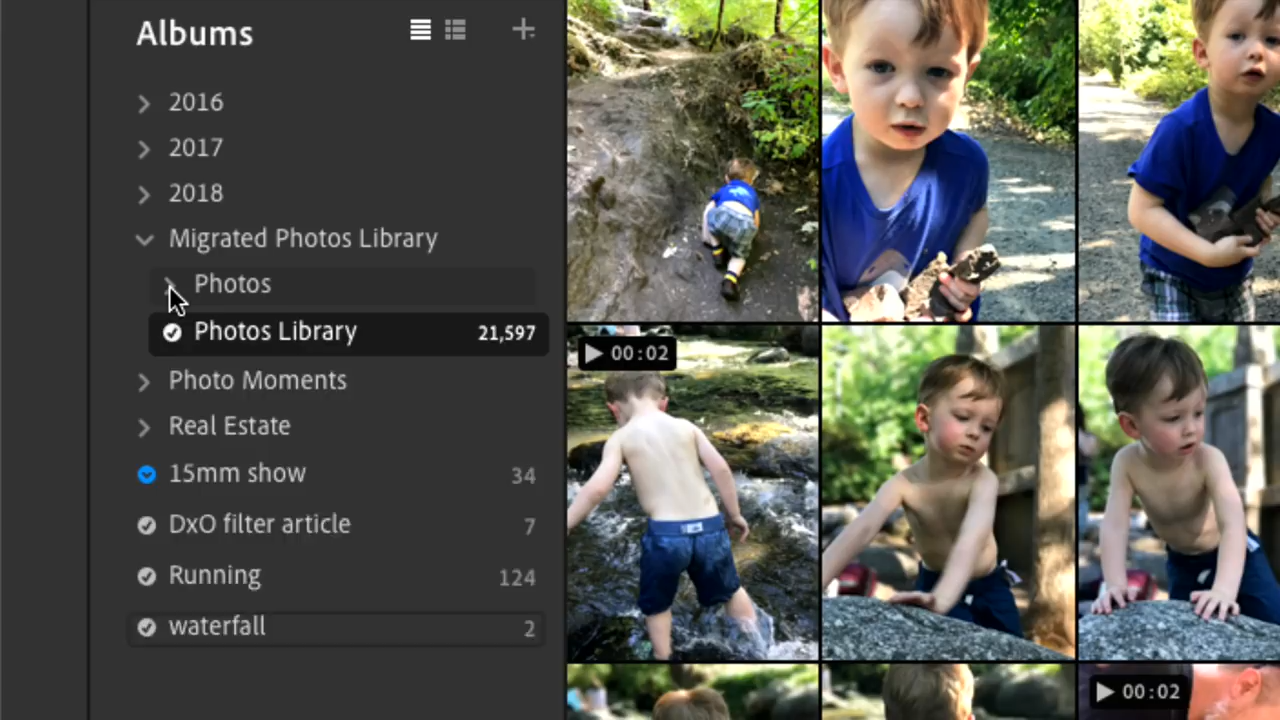 Albums
2016
2017
2018
Migrated Photos Library
Photos
Photos Library 21,597
Photo Moments
Real Estate
15mm show 34
DxO filter article 7
Running 124
waterfall 2
00:02
00:02